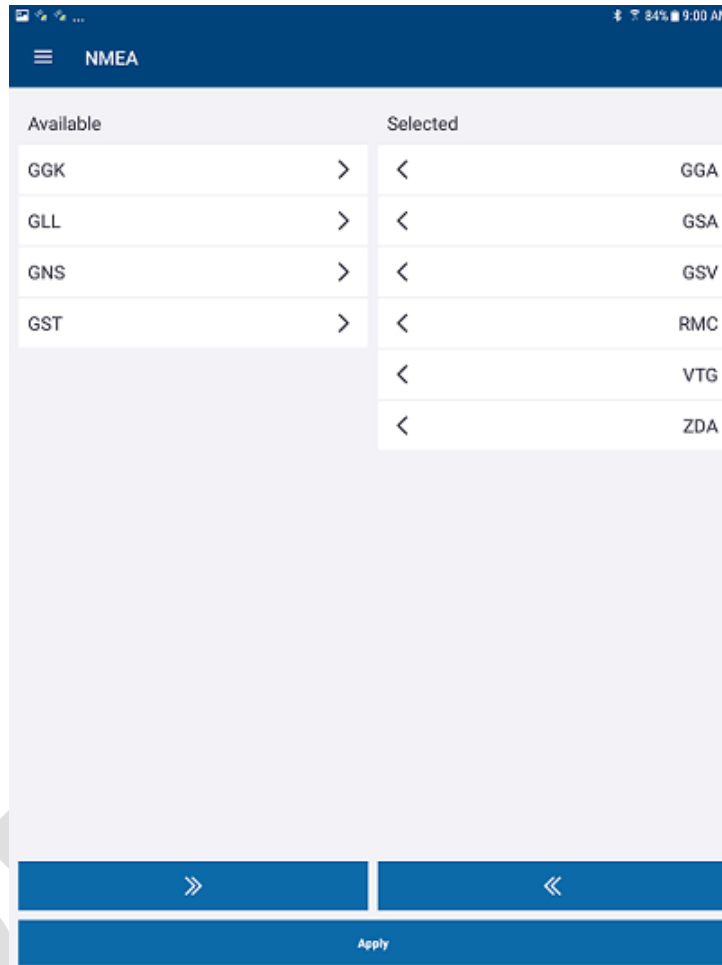 ... 84% 9:00 AM
NMEA
Available Selected
GGK GGA
GLL GSA
GNS GSV
GST RMC
VTG
ZDA
Apply